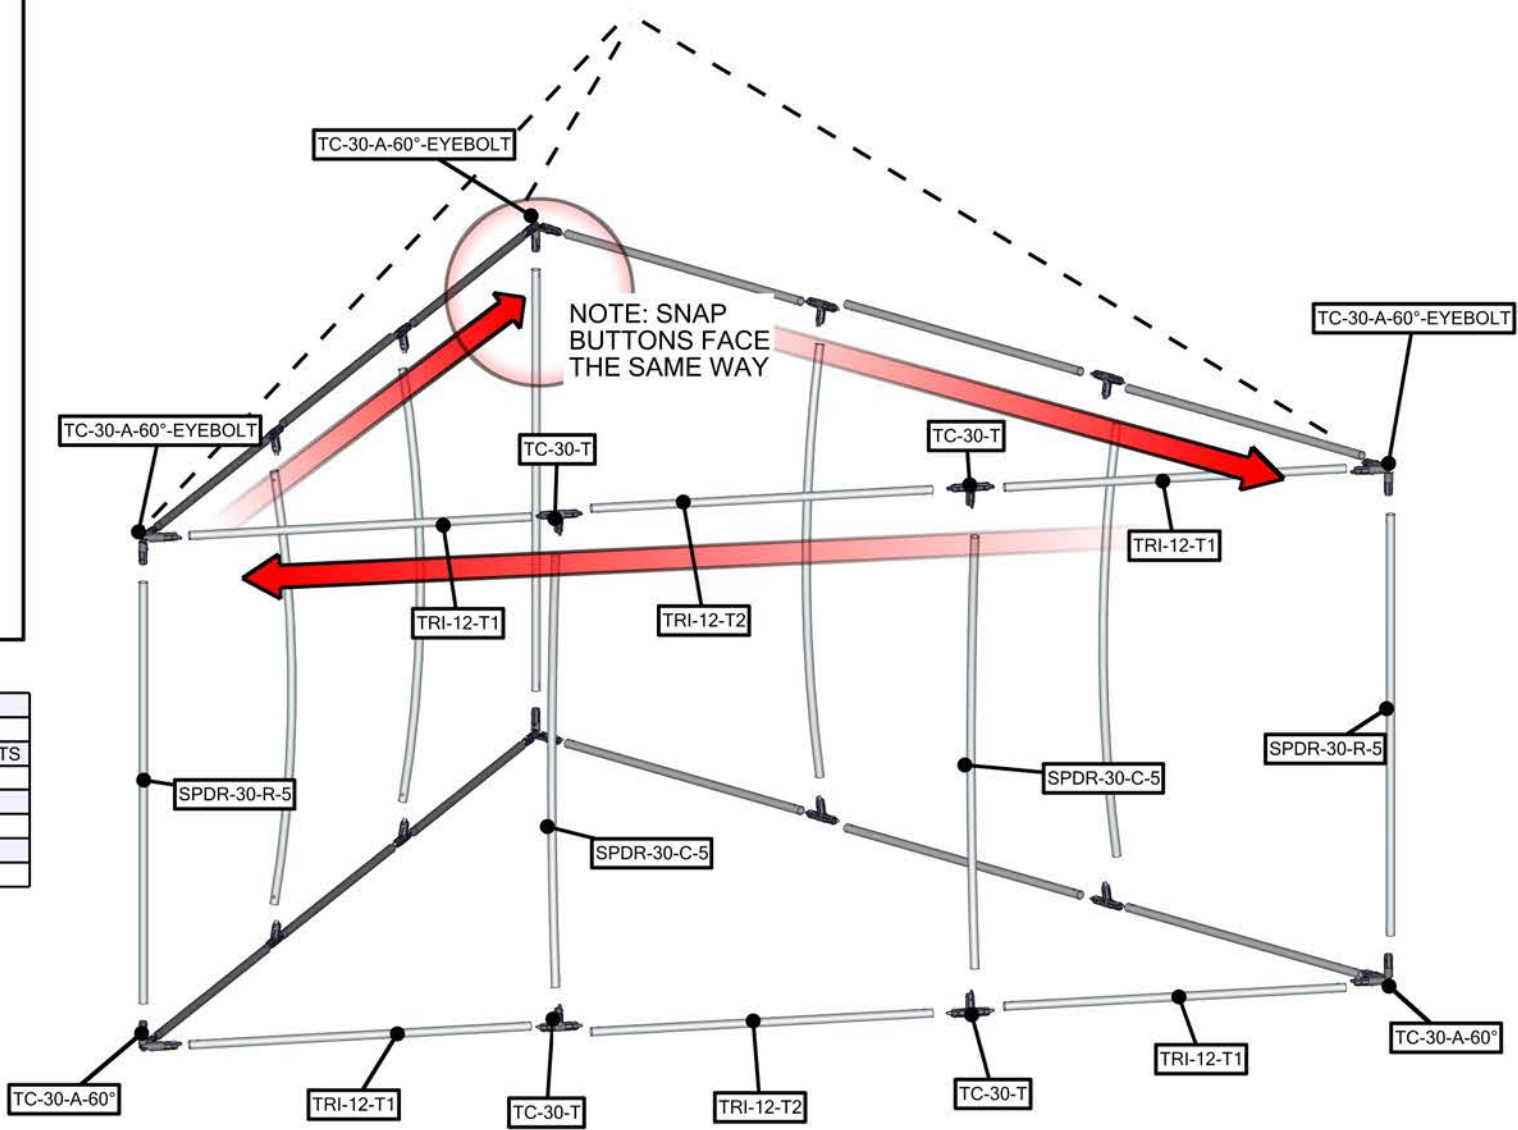 TC-30-A-60°-EYEBOLT
TC-30-A-60°-EYEBOLT
NOTE: SNAP
BUTTONS FACE
THE SAME WAY
TC-30-A-60°-EYEBOLT
TC-30-T
TC-30-T
TRI-12-T1
TRI-12-T1
TRI-12-T2
TS
SPDR-30-R-5
SPDR-30-R-5
SPDR-30-C-5
SPDR-30-C-5
TC-30-A-60°
TC-30-A-60°
TRI-12-T1
TC-30-T
TRI-12-T2
TC-30-T
TRI-12-T1